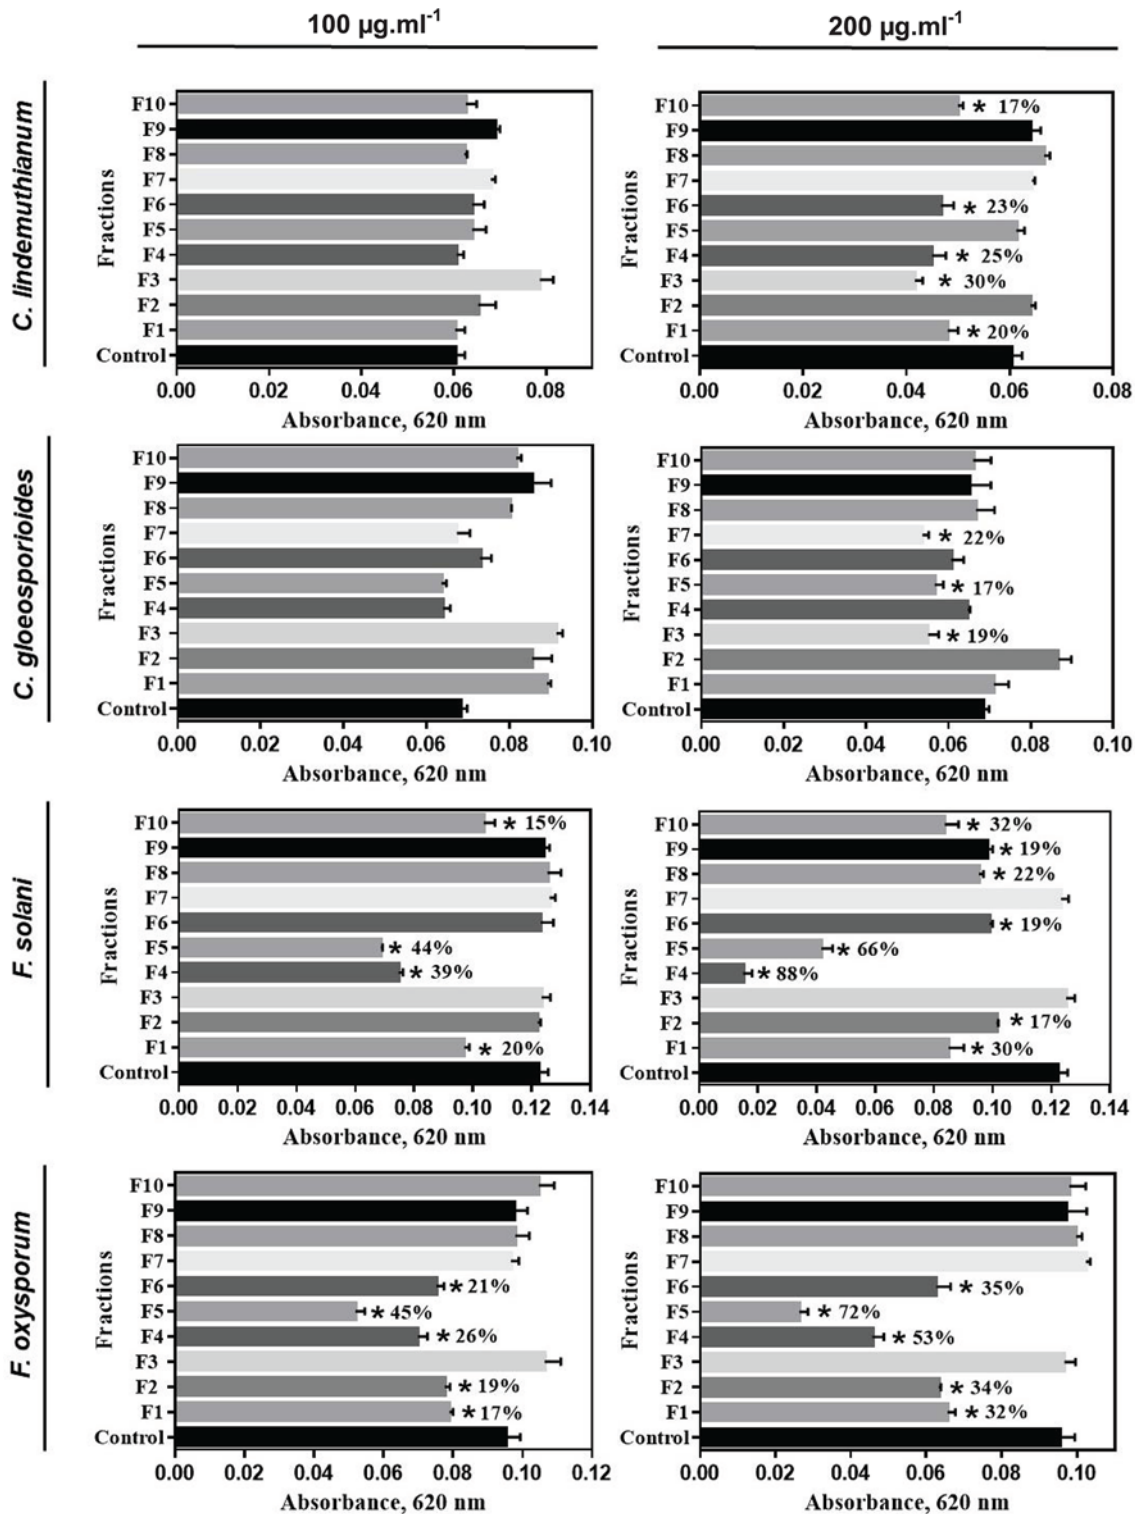 100 µg.ml⁻¹
200 µg.ml⁻¹
C. lindemuthianum
Fractions
F10
F9
F8
F7
F6
F5
F4
F3
F2
F1
Control
0.00 0.02 0.04 0.06 0.08
Absorbance, 620 nm
Fractions
F10 * 17%
F9
F8
F7
F6 * 23%
F5
F4 * 25%
F3 * 30%
F2
F1 * 20%
Control
0.00 0.02 0.04 0.06 0.08
Absorbance, 620 nm
C. gloeosporioides
Fractions
F10
F9
F8
F7
F6
F5
F4
F3
F2
F1
Control
0.00 0.02 0.04 0.06 0.08 0.10
Absorbance, 620 nm
Fractions
F10
F9
F8
F7 * 22%
F6
F5 * 17%
F4
F3 * 19%
F2
F1
Control
0.00 0.02 0.04 0.06 0.08 0.10
Absorbance, 620 nm
F. solani
Fractions
F10 * 15%
F9
F8
F7
F6
F5 * 44%
F4 * 39%
F3
F2
F1 * 20%
Control
0.00 0.02 0.04 0.06 0.08 0.10 0.12 0.14
Absorbance, 620 nm
Fractions
F10 * 32%
F9 * 19%
F8 * 22%
F7
F6 * 19%
F5 * 66%
F4 * 88%
F3
F2 * 17%
F1 * 30%
Control
0.00 0.02 0.04 0.06 0.08 0.10 0.12 0.14
Absorbance, 620 nm
F. oxysporum
Fractions
F10
F9
F8
F7
F6 * 21%
F5 * 45%
F4 * 26%
F3
F2 * 19%
F1 * 17%
Control
0.00 0.02 0.04 0.06 0.08 0.10 0.12
Absorbance, 620 nm
Fractions
F10
F9
F8
F7
F6 * 35%
F5 * 72%
F4 * 53%
F3
F2 * 34%
F1 * 32%
Control
0.00 0.02 0.04 0.06 0.08 0.10
Absorbance, 620 nm